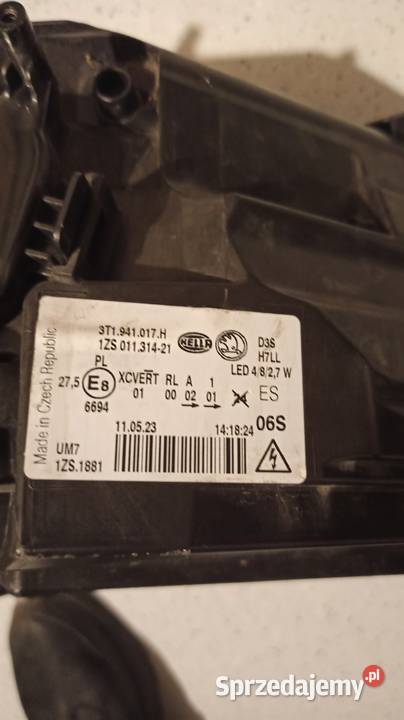 Made in Czech Republic
3T1.941.017.H
1ZS 011.314-21
HELLA
D3S
H7LL
LED 4/8/2,7 W
PL
27,5 E8 XCVERT RL A 1
01 00 02 01
6694
ES
11.05.23 14:18:24 06S
UM7
1ZS.1881
Sprzedajemy.pl